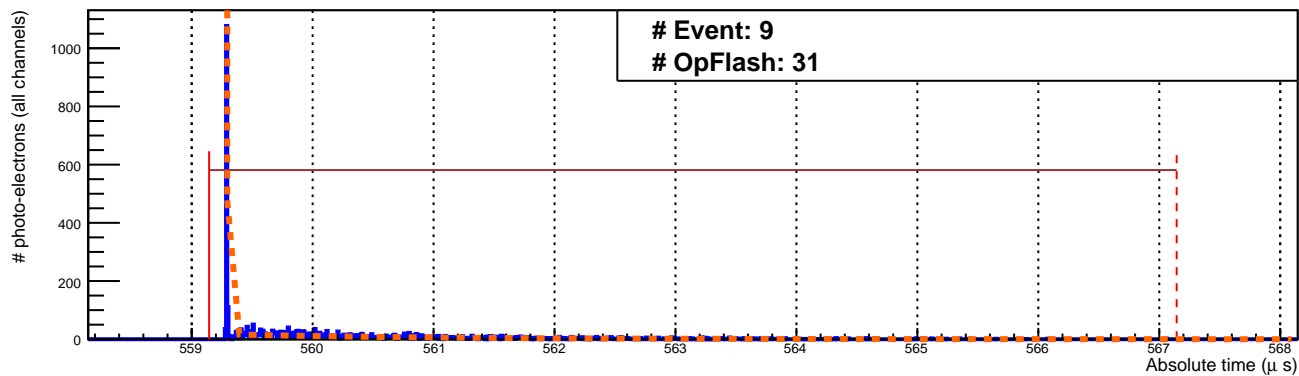 # Event: 9
# OpFlash: 31
# photo-electrons (all channels)
1000
800
600
400
200
0
559 560 561 562 563 564 565 566 567 568
Absolute time (μ s)